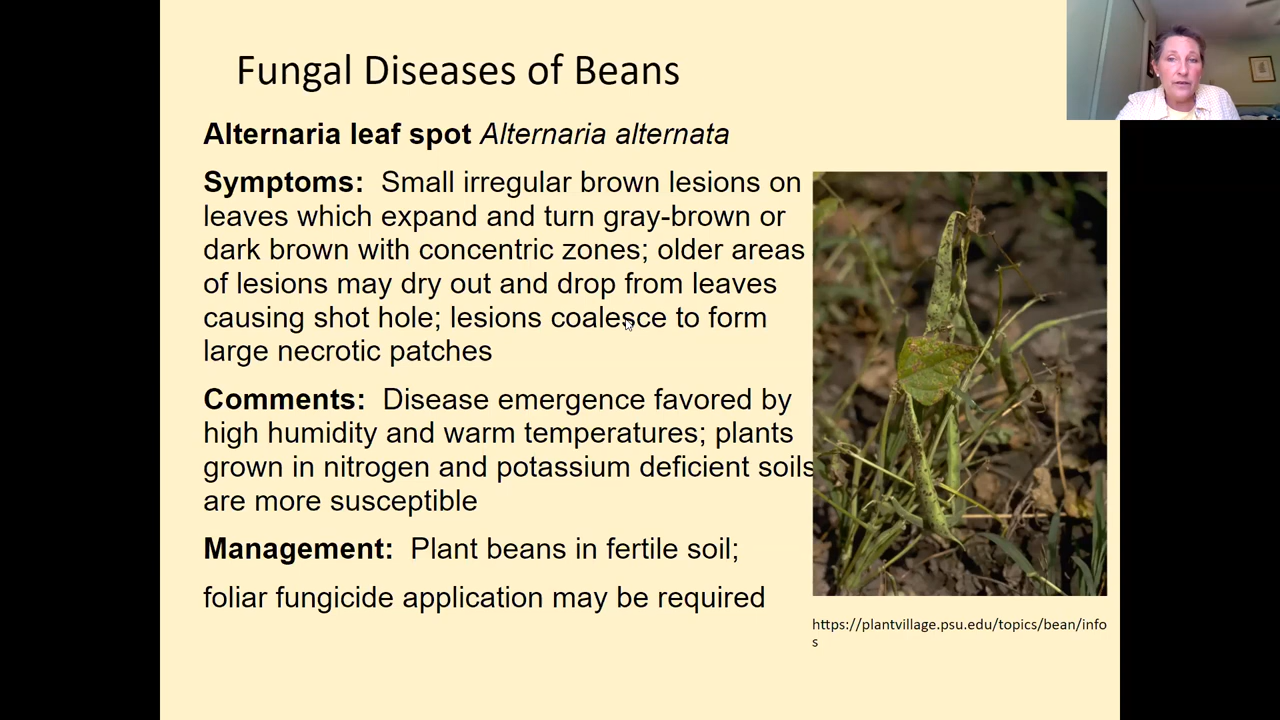 Fungal Diseases of Beans
Alternaria leaf spot Alternaria alternata
Symptoms: Small irregular brown lesions on
leaves which expand and turn gray-brown or
dark brown with concentric zones; older areas
of lesions may dry out and drop from leaves
causing shot hole; lesions coalesce to form
large necrotic patches
Comments: Disease emergence favored by
high humidity and warm temperatures; plants
grown in nitrogen and potassium deficient soils
are more susceptible
Management: Plant beans in fertile soil;
foliar fungicide application may be required
https://plantvillage.psu.edu/topics/bean/info
s